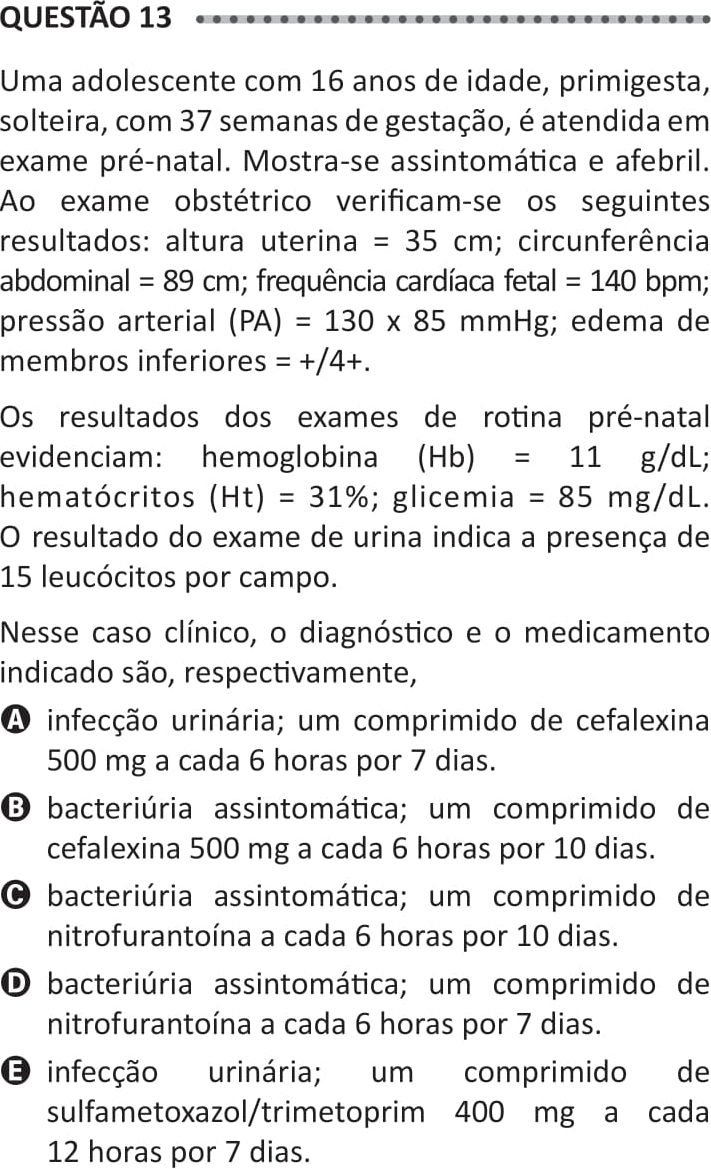 QUESTÃO 13
Uma adolescente com 16 anos de idade, primigesta,
solteira, com 37 semanas de gestação, é atendida em
exame pré-natal. Mostra-se assintomática e afebril.
Ao exame obstétrico verificam-se os seguintes
resultados: altura uterina = 35 cm; circunferência
abdominal = 89 cm; frequência cardíaca fetal = 140 bpm;
pressão arterial (PA) = 130 x 85 mmHg; edema de
membros inferiores = +/4+.
Os resultados dos exames de rotina pré-natal
evidenciam: hemoglobina (Hb) = 11 g/dL;
hematócritos (Ht) = 31%; glicemia = 85 mg/dL.
O resultado do exame de urina indica a presença de
15 leucócitos por campo.
Nesse caso clínico, o diagnóstico e o medicamento
indicado são, respectivamente,
A infecção urinária; um comprimido de cefalexina
500 mg a cada 6 horas por 7 dias.
B bacteriúria assintomática; um comprimido de
cefalexina 500 mg a cada 6 horas por 10 dias.
C bacteriúria assintomática; um comprimido de
nitrofurantoína a cada 6 horas por 10 dias.
D bacteriúria assintomática; um comprimido de
nitrofurantoína a cada 6 horas por 7 dias.
E infecção urinária; um comprimido de
sulfametoxazol/trimetoprim 400 mg a cada
12 horas por 7 dias.